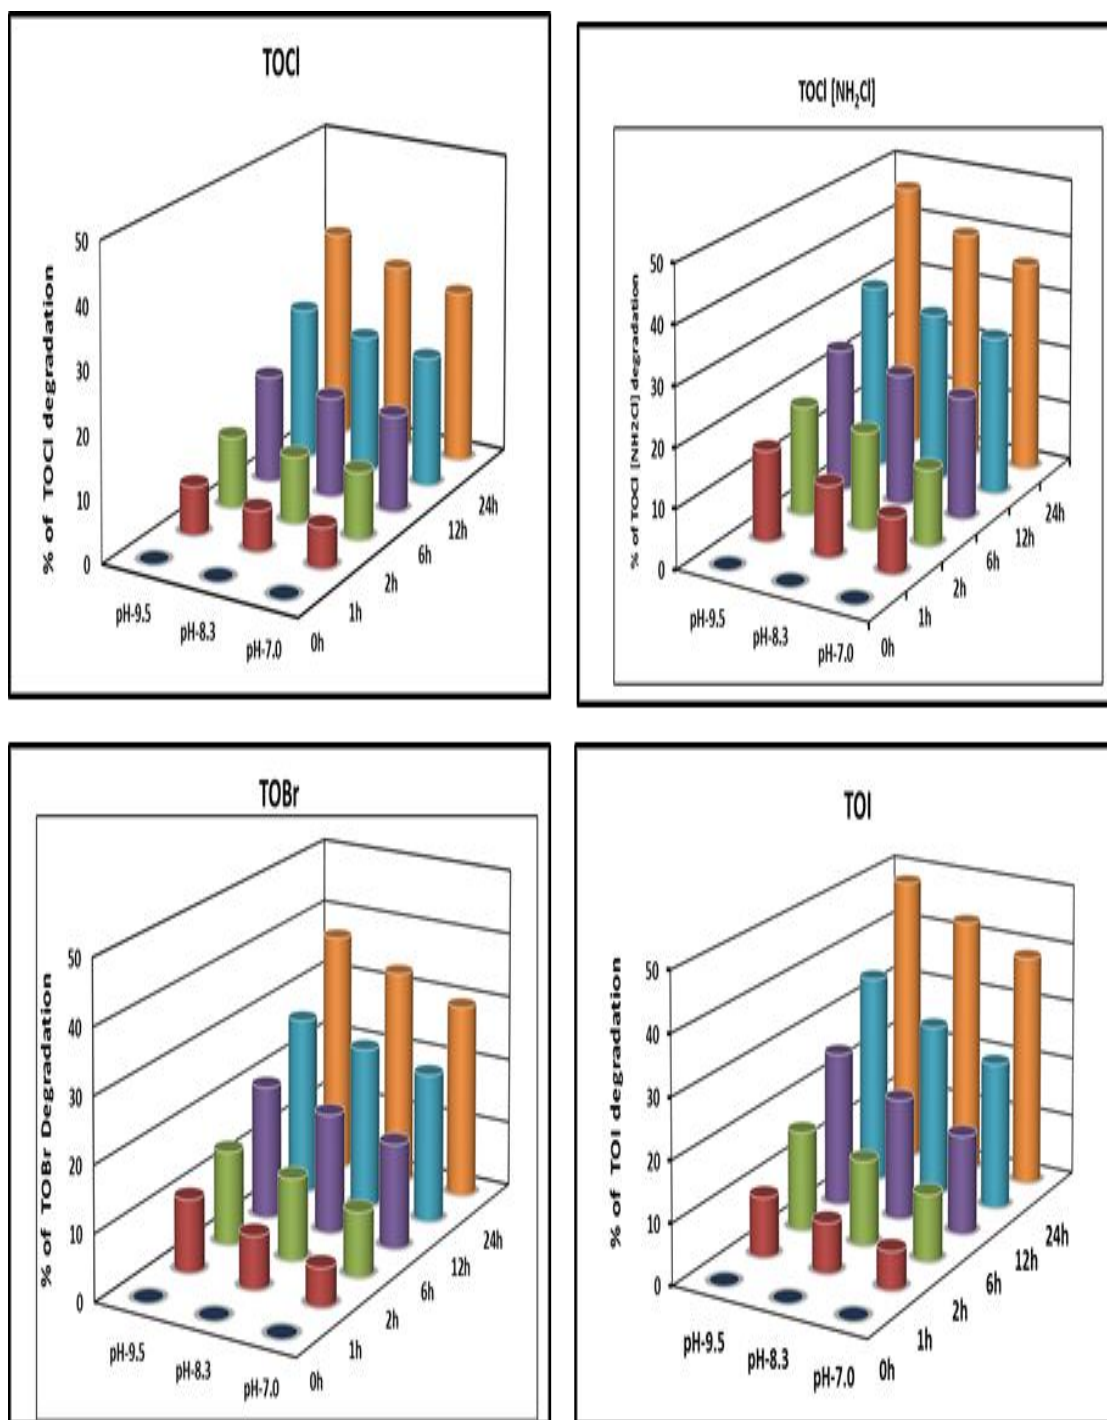 TOCl
% of TOCl degradation
50
40
30
20
10
0
pH-9.5
pH-8.3
pH-7.0
0h
1h
2h
6h
12h
24h
TOCl [NH₂Cl]
% of TOCl [NH2Cl] degradation
50
40
30
20
10
0
pH-9.5
pH-8.3
pH-7.0
0h
1h
2h
6h
12h
24h
TOBr
% of TOBr Degradation
50
40
30
20
10
0
pH-9.5
pH-8.3
pH-7.0
0h
1h
2h
6h
12h
24h
TOI
% of TOI degradation
50
40
30
20
10
0
pH-9.5
pH-8.3
pH-7.0
0h
1h
2h
6h
12h
24h